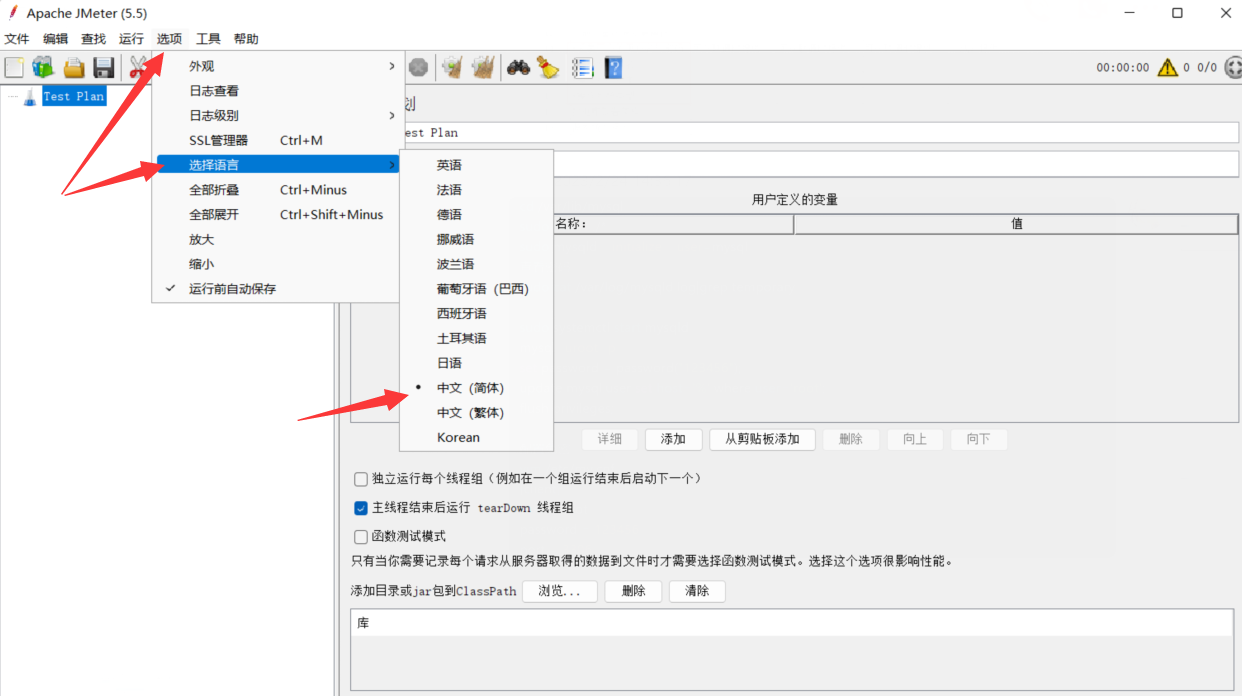 Apache JMeter (5.5)
文件 编辑 查找 运行 选项 工具 帮助
00:00:00 0 0/0
Test Plan
外观
日志查看
日志级别
SSL管理器 Ctrl+M
选择语言
全部折叠 Ctrl+Minus
全部展开 Ctrl+Shift+Minus
放大
缩小
运行前自动保存
英语
法语
德语
挪威语
波兰语
葡萄牙语（巴西）
西班牙语
土耳其语
日语
中文（简体）
中文（繁体）
Korean
划
est Plan
用户定义的变量
名称: 值
详细 添加 从剪贴板添加 删除 向上 向下
独立运行每个线程组（例如在一个组运行结束后启动下一个）
主线程结束后运行 tearDown 线程组
函数测试模式
只有当你需要记录每个请求从服务器取得的数据到文件时才需要选择函数测试模式。选择这个选项很影响性能。
添加目录或jar包到ClassPath 浏览... 删除 清除
库